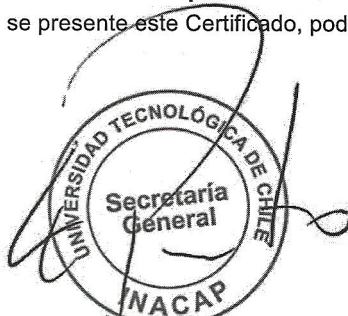 se presente este Certificado, pod
UNIVERSIDAD TECNOLÓGICA DE CHILE
Secretaría
General
INACAP